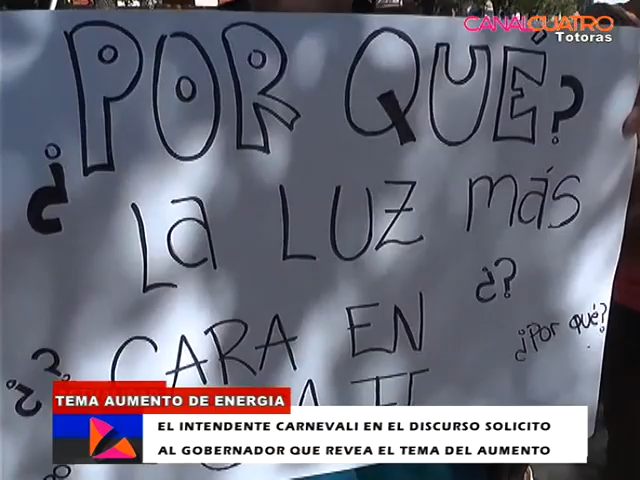 CANALCUATRO
Totoras
¿POR QUÉ?
La LUZ más
¿?
CARA EN
¿Por qué?
¿?
TEMA AUMENTO DE ENERGIA
EL INTENDENTE CARNEVALI EN EL DISCURSO SOLICITO
AL GOBERNADOR QUE REVEA EL TEMA DEL AUMENTO